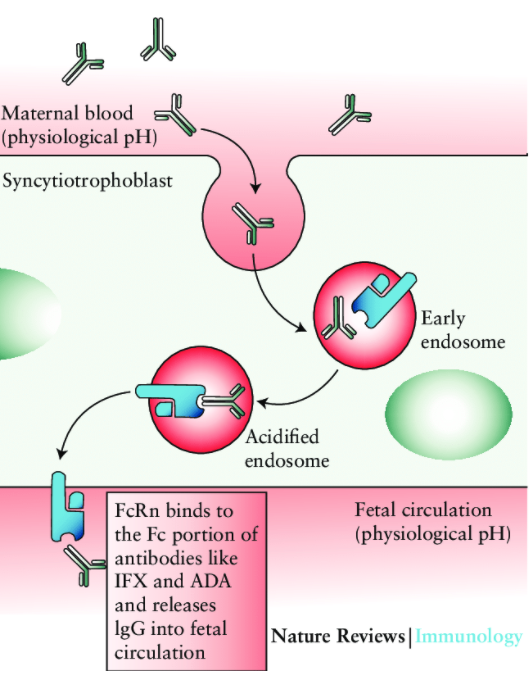 Maternal blood
(physiological pH)
Syncytiotrophoblast
Early
endosome
Acidified
endosome
FcRn binds to
the Fc portion of
antibodies like
IFX and ADA
and releases
lgG into fetal
circulation
Fetal circulation
(physiological pH)
Nature Reviews|Immunology